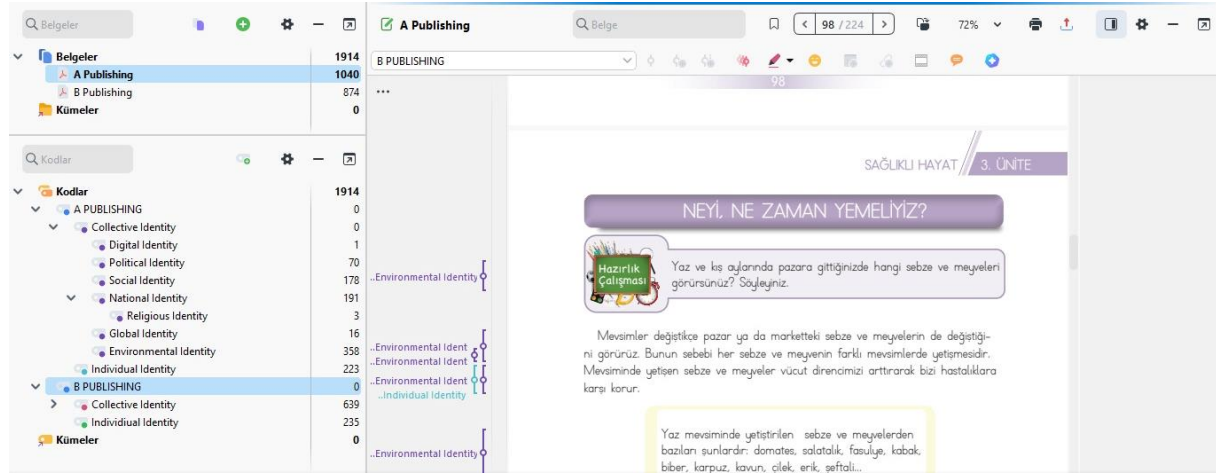 Belgeler
Belgeler 1914
A Publishing 1040
B Publishing 874
Kümeler 0
Kodlar
Kodlar 1914
A PUBLISHING 0
Collective Identity 0
Digital Identity 1
Political Identity 70
Social Identity 178
National Identity 191
Religious Identity 3
Global Identity 16
Environmental Identity 358
Individual Identity 223
B PUBLISHING 0
Collective Identity 639
Individiual Identity 235
Kümeler 0
A Publishing
Belge
98 / 224
72%
B PUBLISHING
...
98
SAĞLIKLI HAYAT 3. ÜNİTE
NEYİ, NE ZAMAN YEMELİYİZ?
Hazırlık
Çalışması
Yaz ve kış aylarında pazara gittiğinizde hangi sebze ve meyveleri
görürsünüz? Söyleyiniz.
..Environmental Identity
Mevsimler değiştikçe pazar ya da marketteki sebze ve meyvelerin de değiştiği-
ni görürüz. Bunun sebebi her sebze ve meyvenin farklı mevsimlerde yetişmesidir.
Mevsiminde yetişen sebze ve meyveler vücut direncimizi arttırarak bizi hastalıklara
karşı korur.
..Environmental Ident
..Environmental Ident
..Environmental Ident
..Individual Identity
Yaz mevsiminde yetiştirilen sebze ve meyvelerden
bazıları şunlardır: domates, salatalık, fasulye, kabak,
biber, karpuz, kavun, çilek, erik, şeftali...
..Environmental Identity